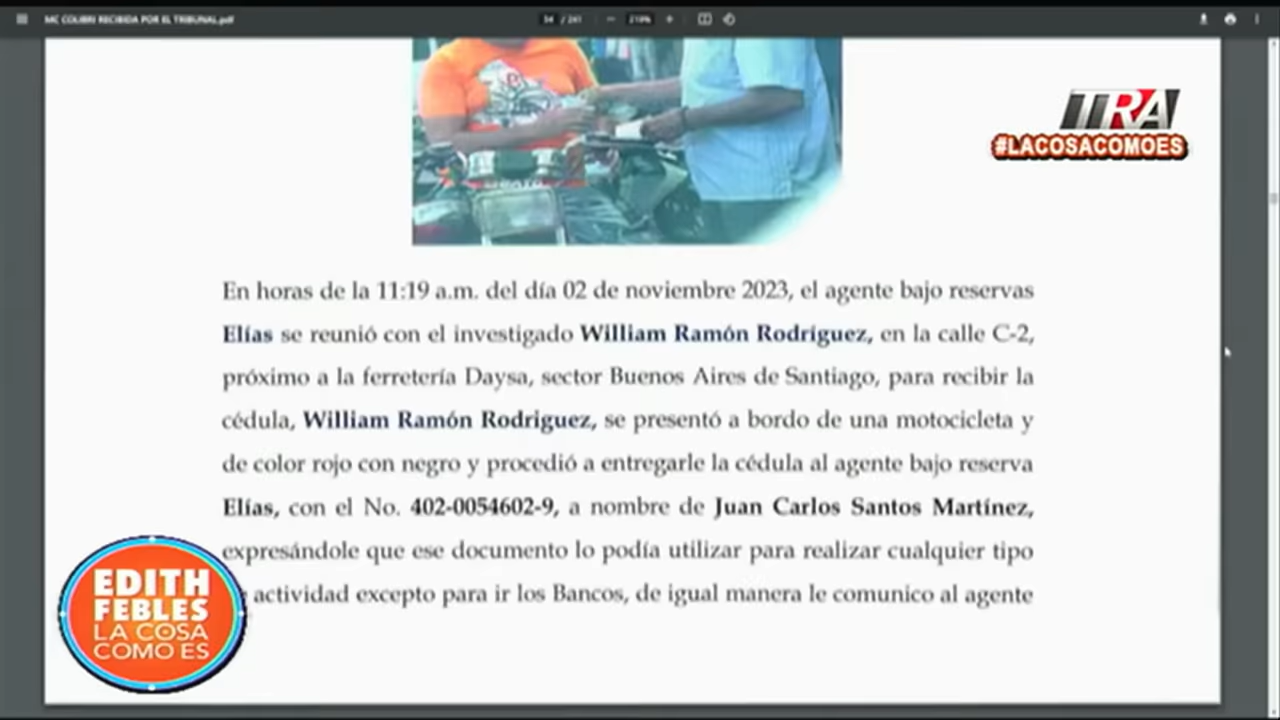 MC COLIBRI RECIBIDA POR EL TRIBUNAL.pdf
34 / 241
219%
TRA
#LACOSACOMOES
En horas de la 11:19 a.m. del día 02 de noviembre 2023, el agente bajo reservas
Elías se reunió con el investigado William Ramón Rodríguez, en la calle C-2,
próximo a la ferretería Daysa, sector Buenos Aires de Santiago, para recibir la
cédula, William Ramón Rodriguez, se presentó a bordo de una motocicleta y
de color rojo con negro y procedió a entregarle la cédula al agente bajo reserva
Elías, con el No. 402-0054602-9, a nombre de Juan Carlos Santos Martínez,
expresándole que ese documento lo podía utilizar para realizar cualquier tipo
actividad excepto para ir los Bancos, de igual manera le comunico al agente
EDITH
FEBLES
LA COSA
COMO ES